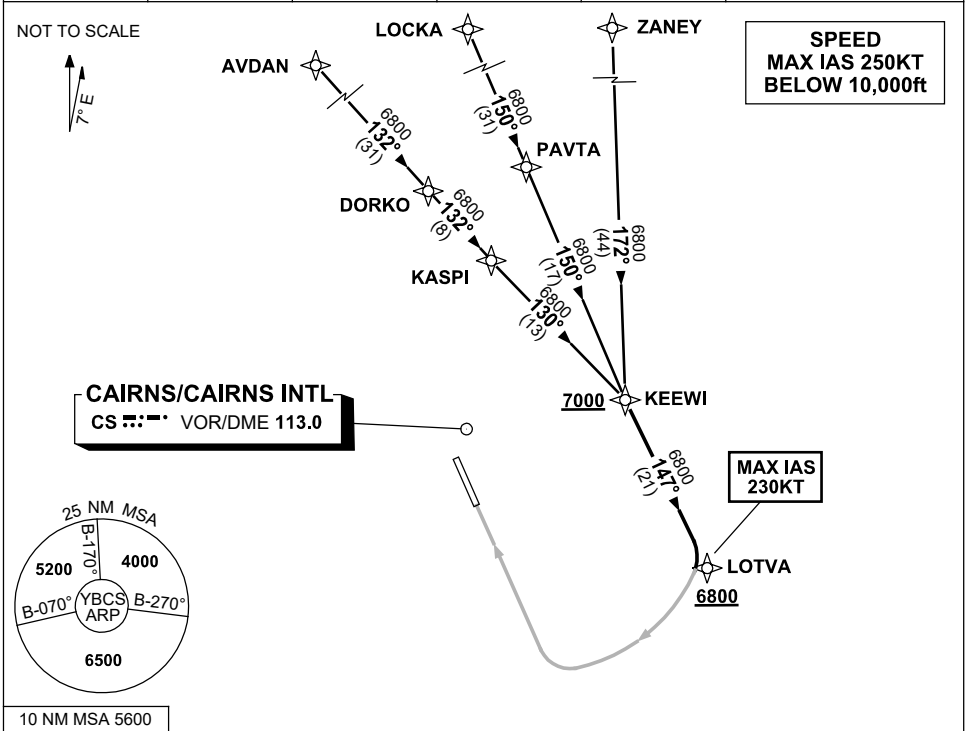 NOT TO SCALE
7° E
LOCKA
ZANEY
AVDAN
SPEED
MAX IAS 250KT
BELOW 10,000ft
6800
132°
(31)
6800
150°
(31)
PAVTA
DORKO
6800
132°
(8)
KASPI
6800
150°
(17)
6800
172°
(44)
6800
130°
(13)
7000
KEEWI
CAIRNS/CAIRNS INTL
CS VOR/DME 113.0
6800
147°
(21)
MAX IAS
230KT
LOTVA
6800
25 NM MSA
B-170°
5200
4000
B-070°
YBCS
ARP
B-270°
6500
10 NM MSA 5600